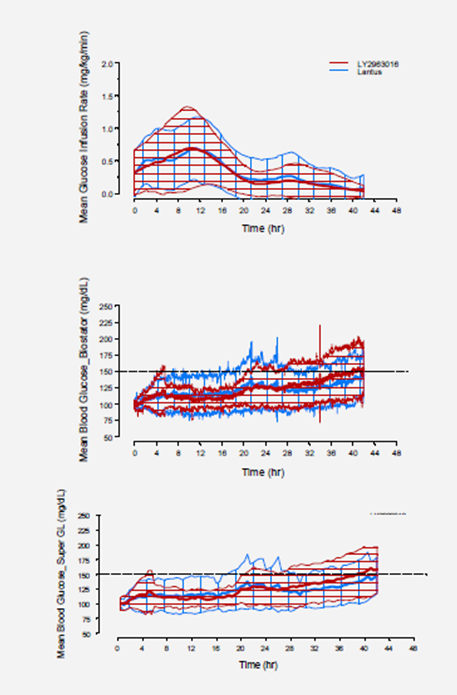 Mean Glucose Infusion Rate (mg/kg/min)
2.0
1.5
1.0
0.5
0.0
LY2963016
Lantus
0 4 8 12 16 20 24 28 32 36 40 44 48
Time (hr)
Mean Blood Glucose_Biostator (mg/dL)
250
225
200
175
150
125
100
75
50
0 4 8 12 16 20 24 28 32 36 40 44 48
Time (hr)
Mean Blood Glucose_Super GL (mg/dL)
250
225
200
175
150
125
100
75
50
0 4 8 12 16 20 24 28 32 36 40 44 48
Time (hr)